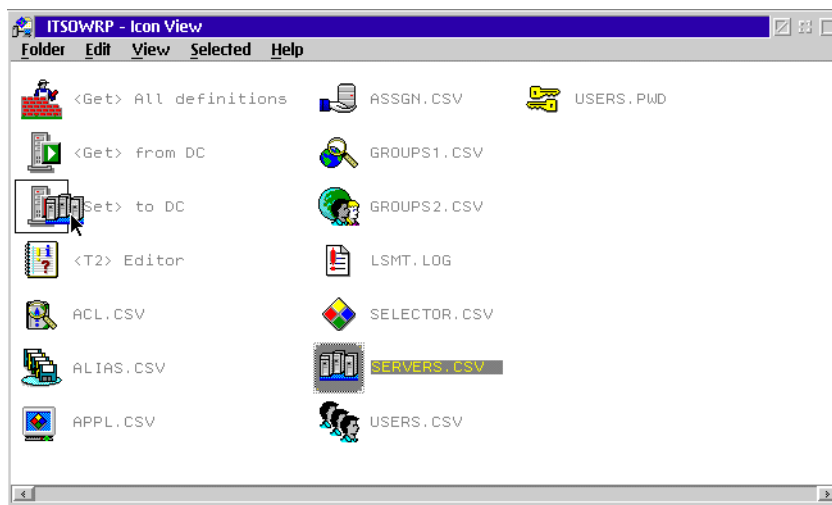 ITSOWRP - Icon View
Folder Edit View Selected Help
<Get> All definitions
<Get> from DC
Set> to DC
<T2> Editor
ACL.CSV
ALIAS.CSV
APPL.CSV
ASSGN.CSV
GROUPS1.CSV
GROUPS2.CSV
LSMT.LOG
SELECTOR.CSV
SERVERS.CSV
USERS.CSV
USERS.PWD